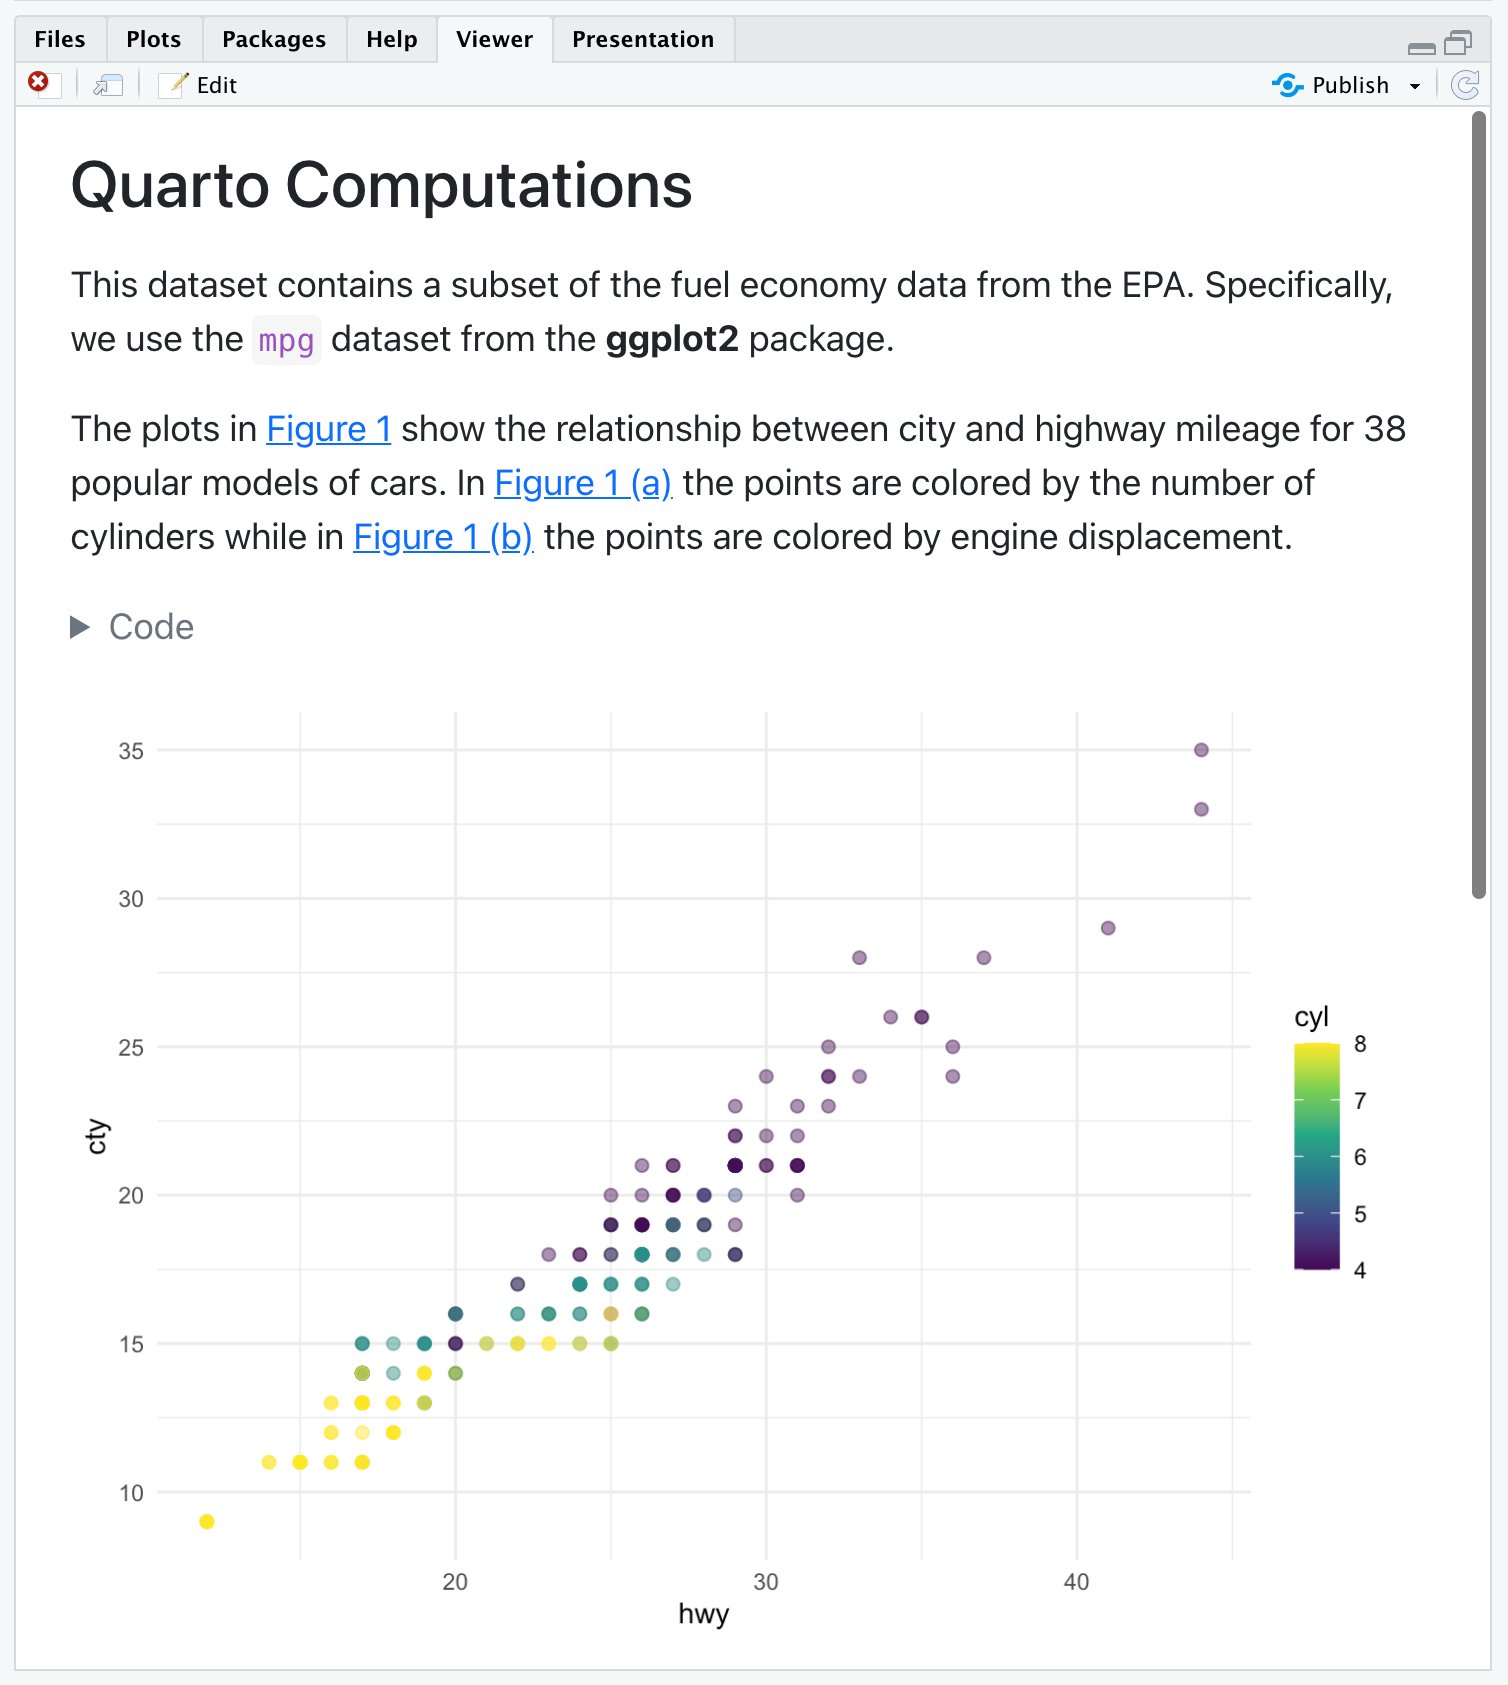 Files Plots Packages Help Viewer Presentation
Edit Publish
Quarto Computations
This dataset contains a subset of the fuel economy data from the EPA. Specifically,
we use the mpg dataset from the ggplot2 package.
The plots in Figure 1 show the relationship between city and highway mileage for 38
popular models of cars. In Figure 1 (a) the points are colored by the number of
cylinders while in Figure 1 (b) the points are colored by engine displacement.
Code
35
30
25
20
15
10
cty
20 30 40
hwy
cyl
8
7
6
5
4